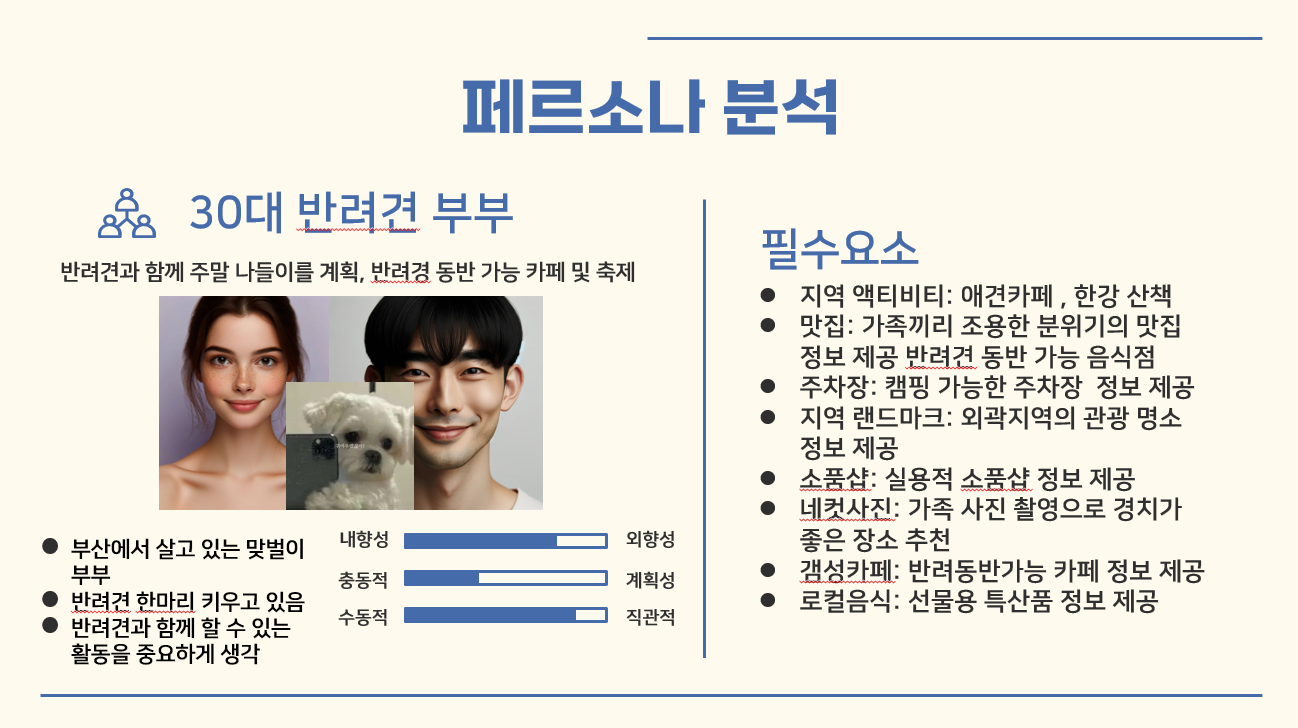 페르소나 분석
30대 반려견 부부
반려견과 함께 주말 나들이를 계획, 반려경 동반 가능 카페 및 축제
부산에서 살고 있는 맞벌이
부부
반려견 한마리 키우고 있음
반려견과 함께 할 수 있는
활동을 중요하게 생각
내향성 외향성
충동적 계획성
수동적 직관적
필수요소
지역 액티비티: 애견카페 , 한강 산책
맛집: 가족끼리 조용한 분위기의 맛집
정보 제공 반려견 동반 가능 음식점
주차장: 캠핑 가능한 주차장 정보 제공
지역 랜드마크: 외곽지역의 관광 명소
정보 제공
소품샵: 실용적 소품샵 정보 제공
네컷사진: 가족 사진 촬영으로 경치가
좋은 장소 추천
갬성카페: 반려동반가능 카페 정보 제공
로컬음식: 선물용 특산품 정보 제공